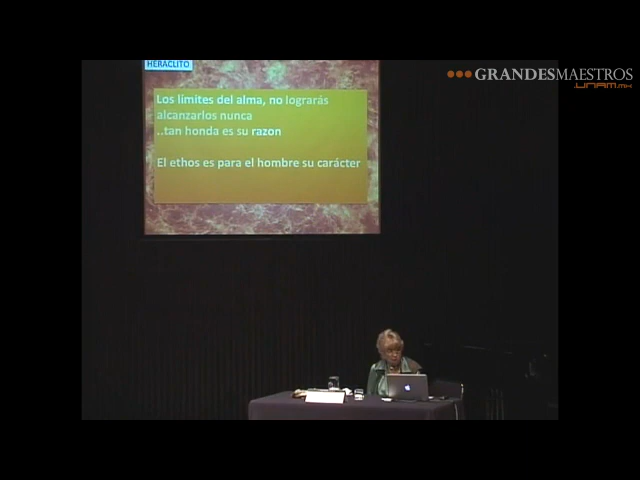 HERACLITO
GRANDESMAESTROS
.UNAM.MX
Los límites del alma, no lograrás
alcanzarlos nunca
..tan honda es su razon
El ethos es para el hombre su carácter